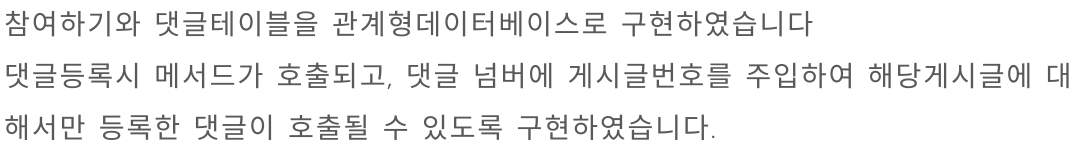 참여하기와 댓글테이블을 관계형데이터베이스로 구현하였습니다
댓글등록시 메서드가 호출되고, 댓글 넘버에 게시글번호를 주입하여 해당게시글에 대
해서만 등록한 댓글이 호출될 수 있도록 구현하였습니다.